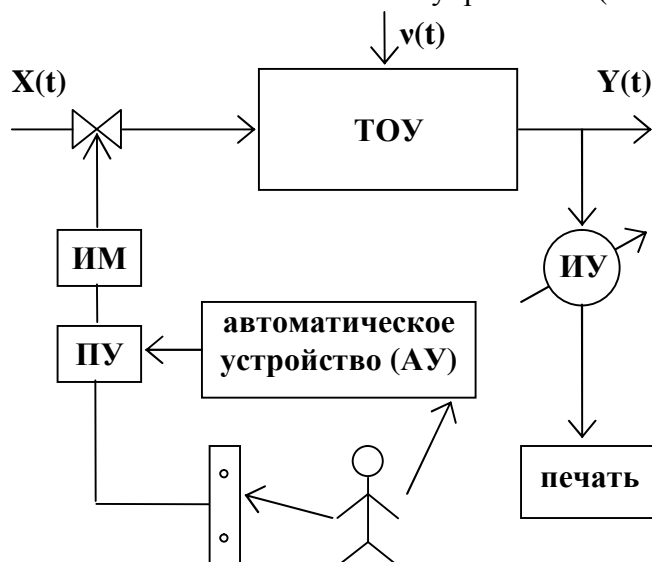 ν(t)
X(t)
Y(t)
ТОУ
ИМ
ИУ
автоматическое
устройство (АУ)
ПУ
печать